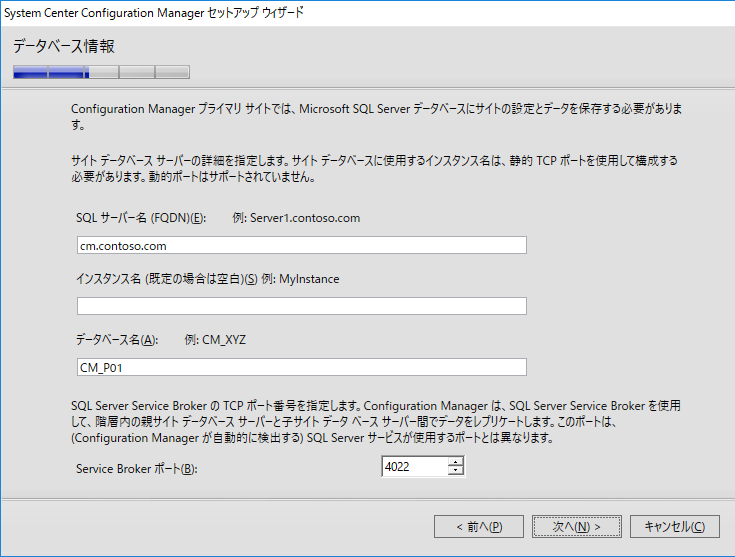 System Center Configuration Manager セットアップ ウィザード
データベース情報
Configuration Manager プライマリ サイトでは、Microsoft SQL Server データベースにサイトの設定とデータを保存する必要がありま
す。
サイト データベース サーバーの詳細を指定します。サイト データベースに使用するインスタンス名は、静的 TCP ポートを使用して構成する
必要があります。動的ポートはサポートされていません。
SQL サーバー名 (FQDN)(E): 例: Server1.contoso.com
cm.contoso.com
インスタンス名 (既定の場合は空白)(S) 例: MyInstance
データベース名(A): 例: CM_XYZ
CM_P01
SQL Server Service Broker の TCP ポート番号を指定します。Configuration Manager は、SQL Server Service Broker を使用
して、階層内の親サイト データベース サーバーと子サイト データ ベース サーバー間でデータをレプリケートします。このポートは、
(Configuration Manager が自動的に検出する) SQL Server サービスが使用するポートとは異なります。
Service Broker ポート(B): 4022
< 前へ(P) 次へ(N) > キャンセル(C)